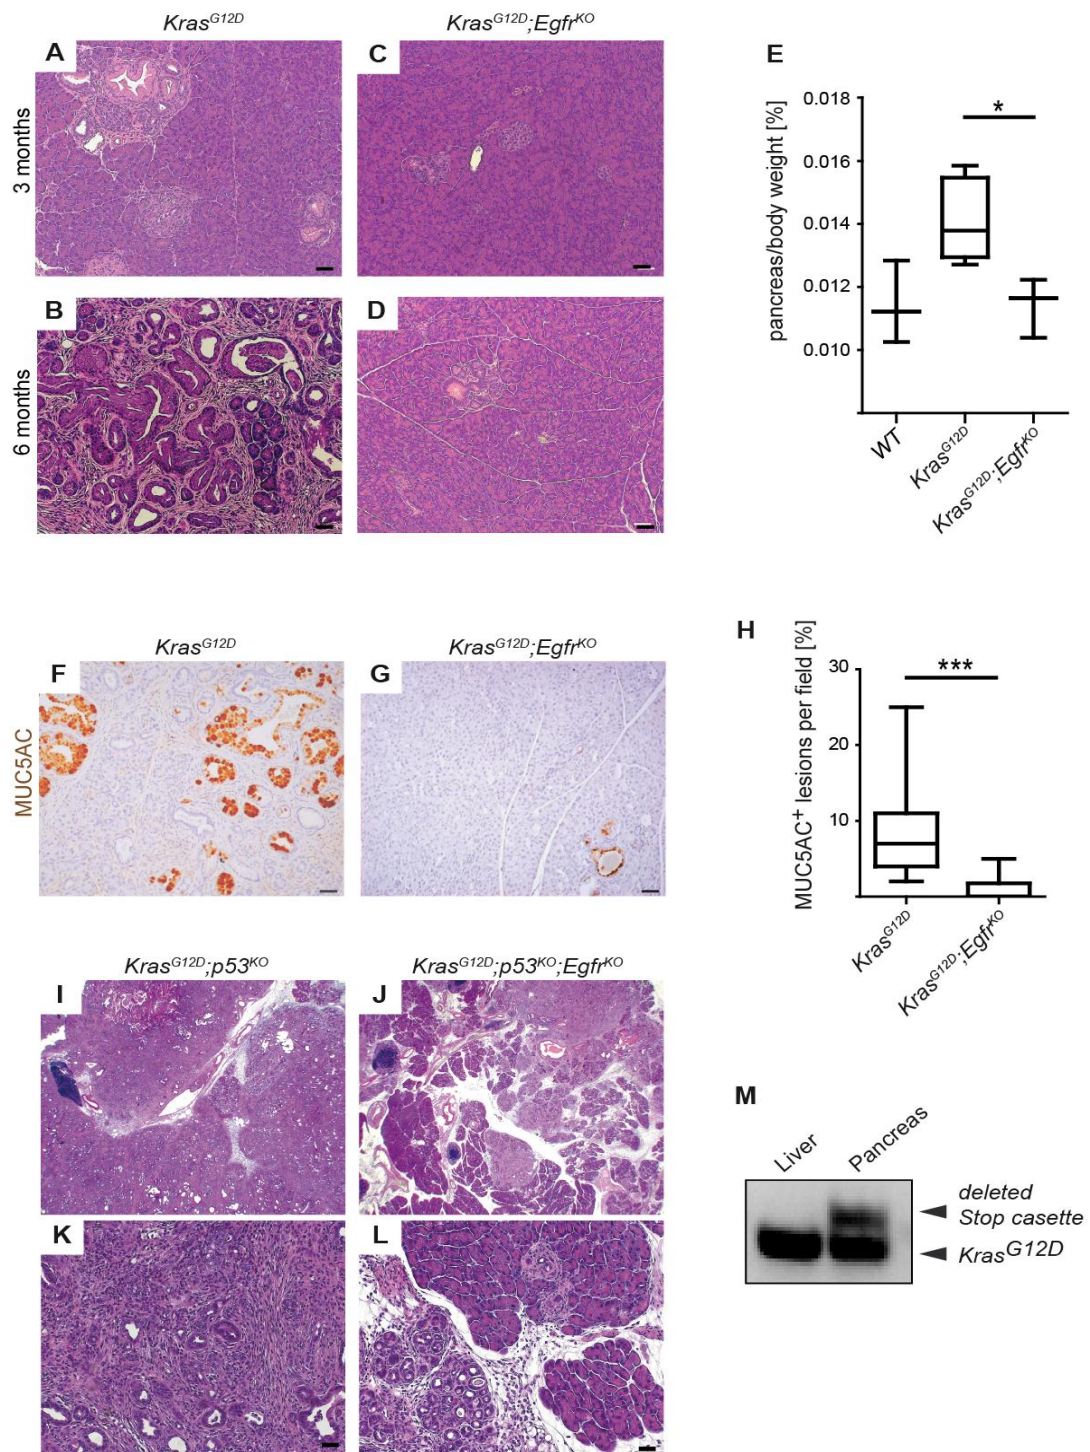 Kras^G12D
Kras^G12D;Egfr^KO
A
C
E
3 months
pancreas/body weight [%]
0.018
0.016
0.014
0.012
0.010
*
WT
Kras^G12D
Kras^G12D;Egfr^KO
B
D
6 months
Kras^G12D
Kras^G12D;Egfr^KO
F
G
MUC5AC
H
MUC5AC+ lesions per field [%]
30
20
10
***
Kras^G12D
Kras^G12D;Egfr^KO
Kras^G12D;p53^KO
Kras^G12D;p53^KO;Egfr^KO
I
J
K
L
M
Liver
Pancreas
deleted
Stop casette
Kras^G12D